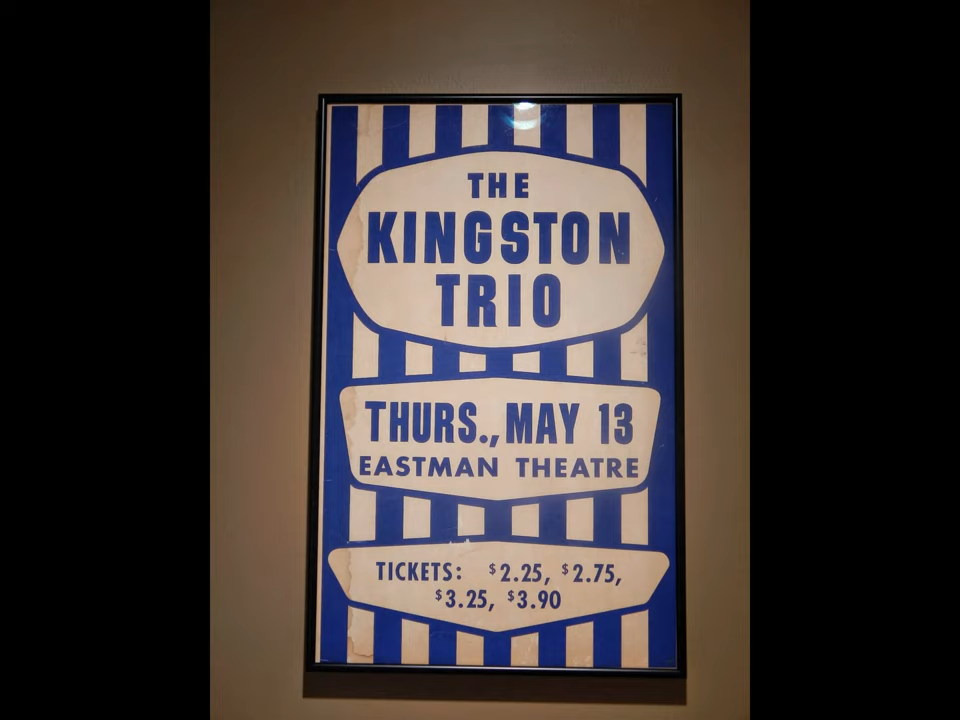 THE
KINGSTON
TRIO
THURS., MAY 13
EASTMAN THEATRE
TICKETS: $2.25, $2.75,
$3.25, $3.90